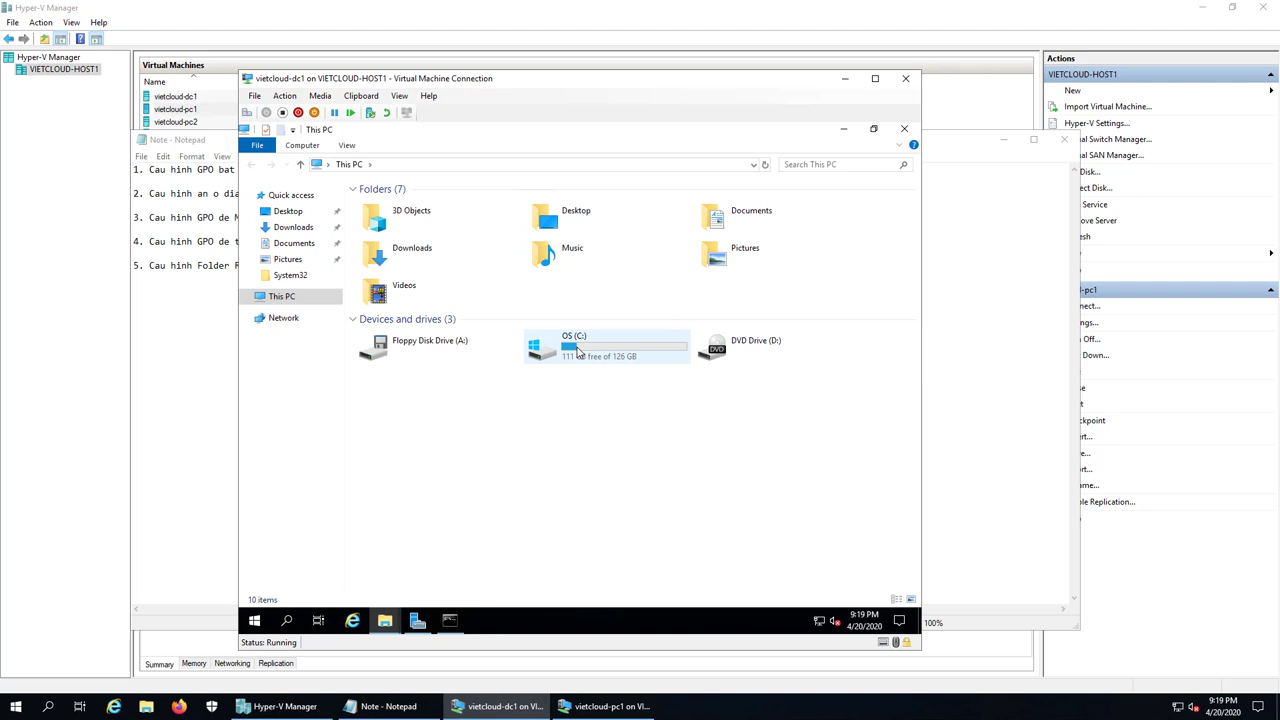 Hyper-V Manager
File Action View Help
Hyper-V Manager
VIETCLOUD-HOST1
Virtual Machines
Name
vietcloud-dc1
vietcloud-pc1
vietcloud-pc2
Note - Notepad
File Edit Format View
1. Cau hinh GPO bat
2. Cau hinh an o dia
3. Cau hinh GPO de M
4. Cau hinh GPO de t
5. Cau hinh Folder R
100%
vietcloud-dc1 on VIETCLOUD-HOST1 - Virtual Machine Connection
File Action Media Clipboard View Help
This PC
File Computer View
This PC
Search This PC
Quick access
Desktop
Downloads
Documents
Pictures
System32
This PC
Network
Folders (7)
3D Objects
Desktop
Documents
Downloads
Music
Pictures
Videos
Devices and drives (3)
Floppy Disk Drive (A:)
OS (C:)
111 free of 126 GB
DVD Drive (D:)
DVD
10 items
9:19 PM
4/20/2020
Status: Running
Summary Memory Networking Replication
Actions
VIETCLOUD-HOST1
New
Import Virtual Machine...
Hyper-V Settings...
Virtual Switch Manager...
Virtual SAN Manager...
Disk...
ect Disk...
Service
ove Server
esh
-pc1
nect...
ngs...
Off...
Down...
e
t
heckpoint
ert...
e...
rt...
me...
le Replication...
Hyper-V Manager
Note - Notepad
vietcloud-dc1 on VI...
vietcloud-pc1 on VI...
9:19 PM
4/20/2020